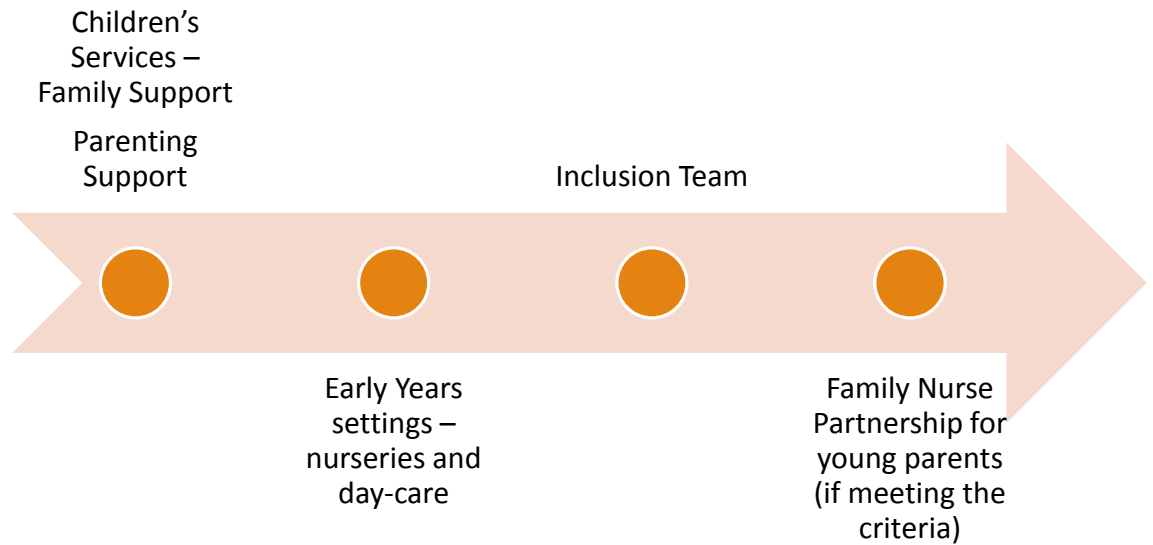 Children’s
Services –
Family Support
Parenting
Support
Early Years
settings –
nurseries and
day-care
Inclusion Team
Family Nurse
Partnership for
young parents
(if meeting the
criteria)